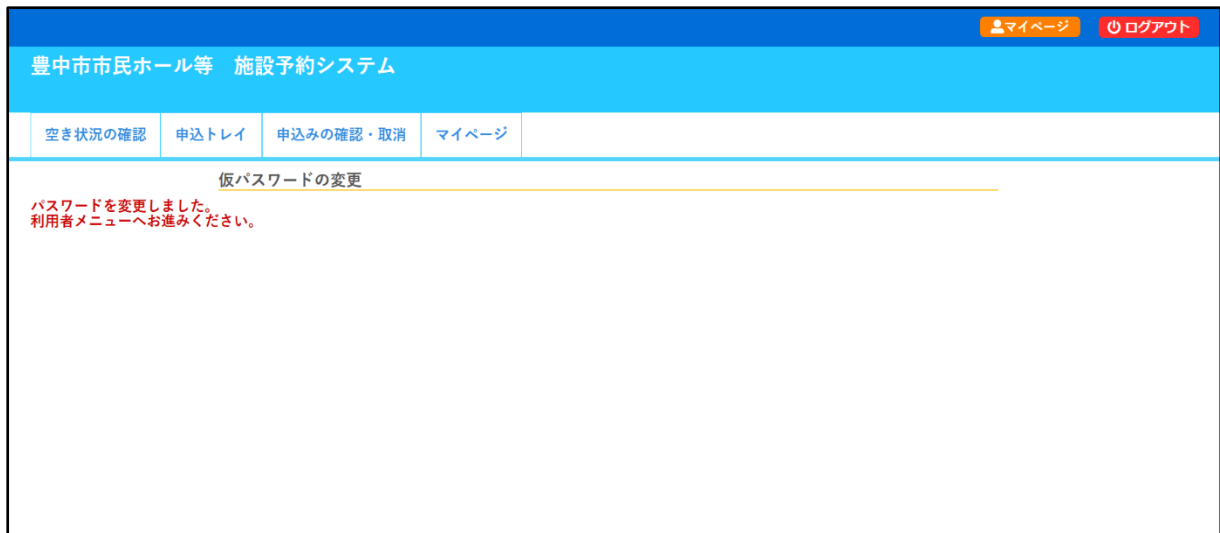 マイページ ログアウト
豊中市市民ホール等 施設予約システム
空き状況の確認 申込トレイ 申込みの確認・取消 マイページ
仮パスワードの変更
パスワードを変更しました。
利用者メニューへお進みください。